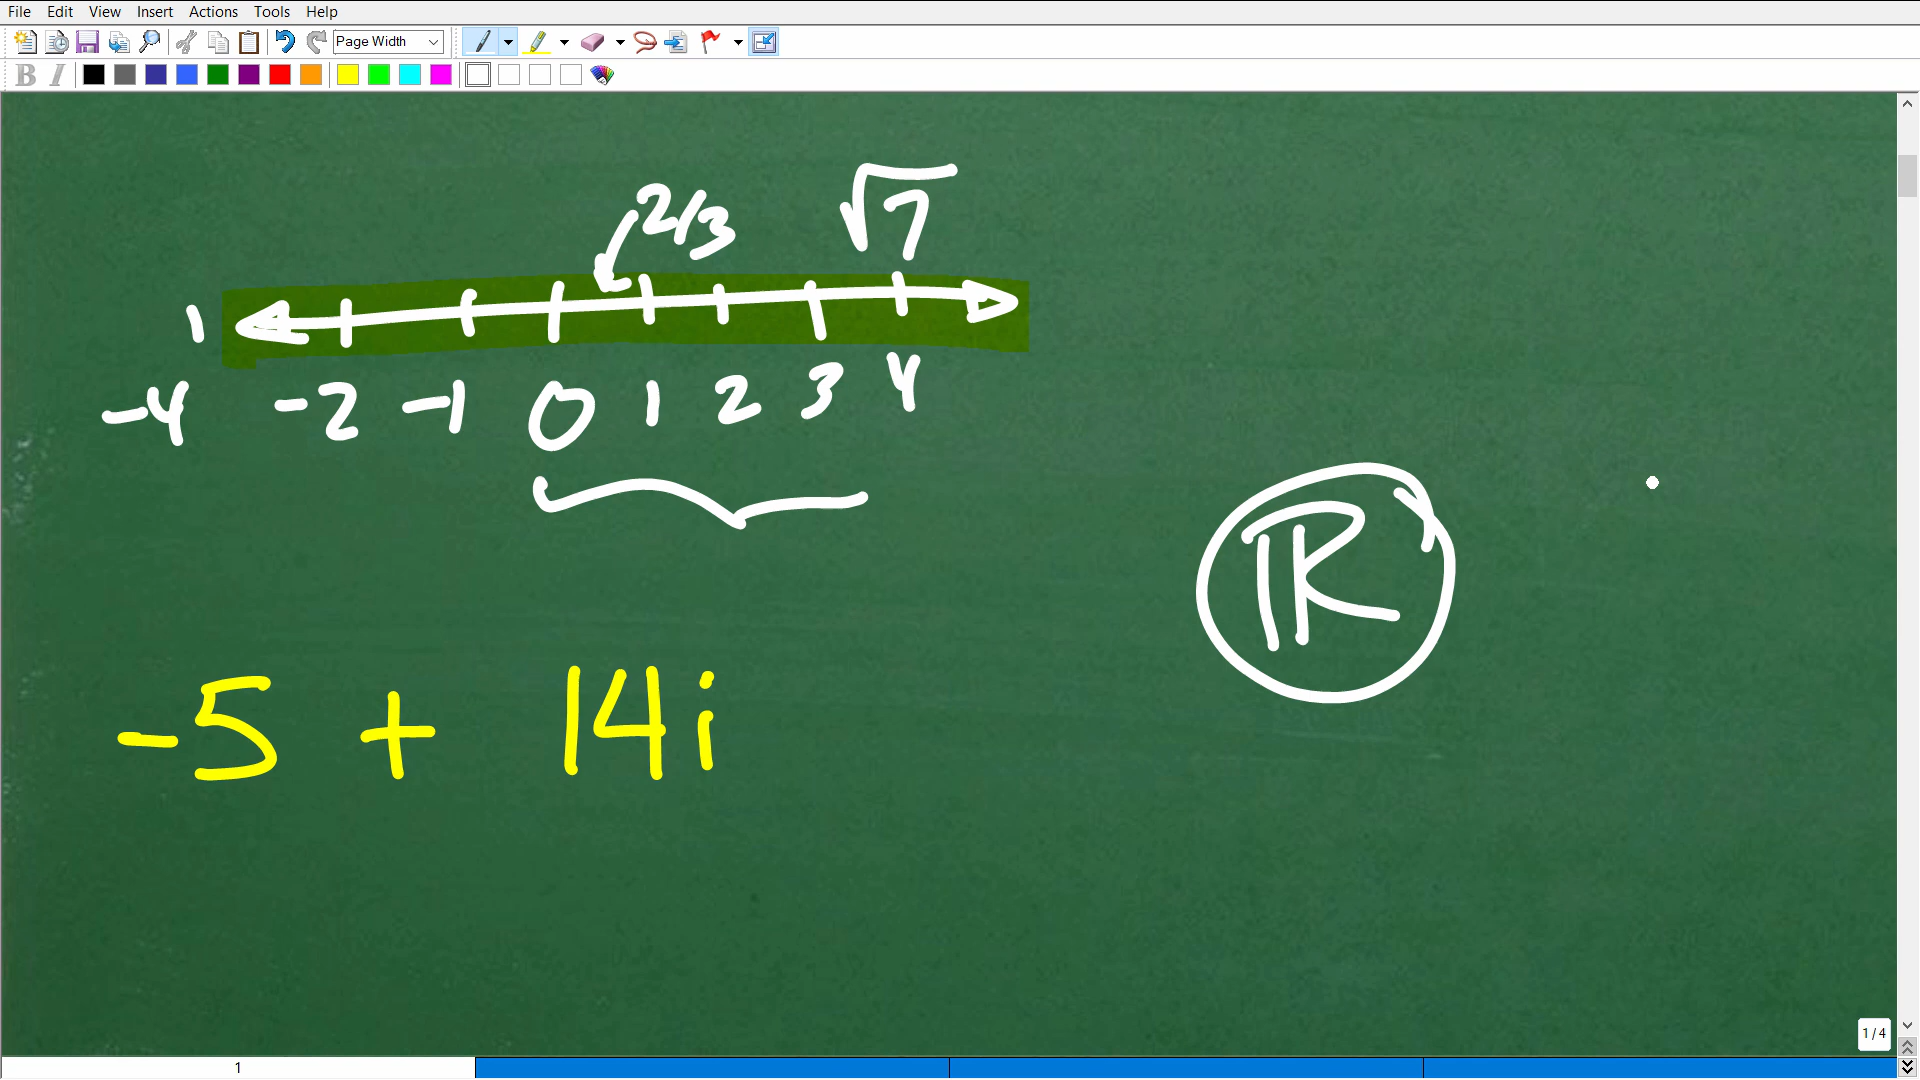 File Edit View Insert Actions Tools Help
Page Width
B I
2/3 √7
1
-4 -2 -1 0 1 2 3 4
ℝ
-5 + 14i
1 / 4
1